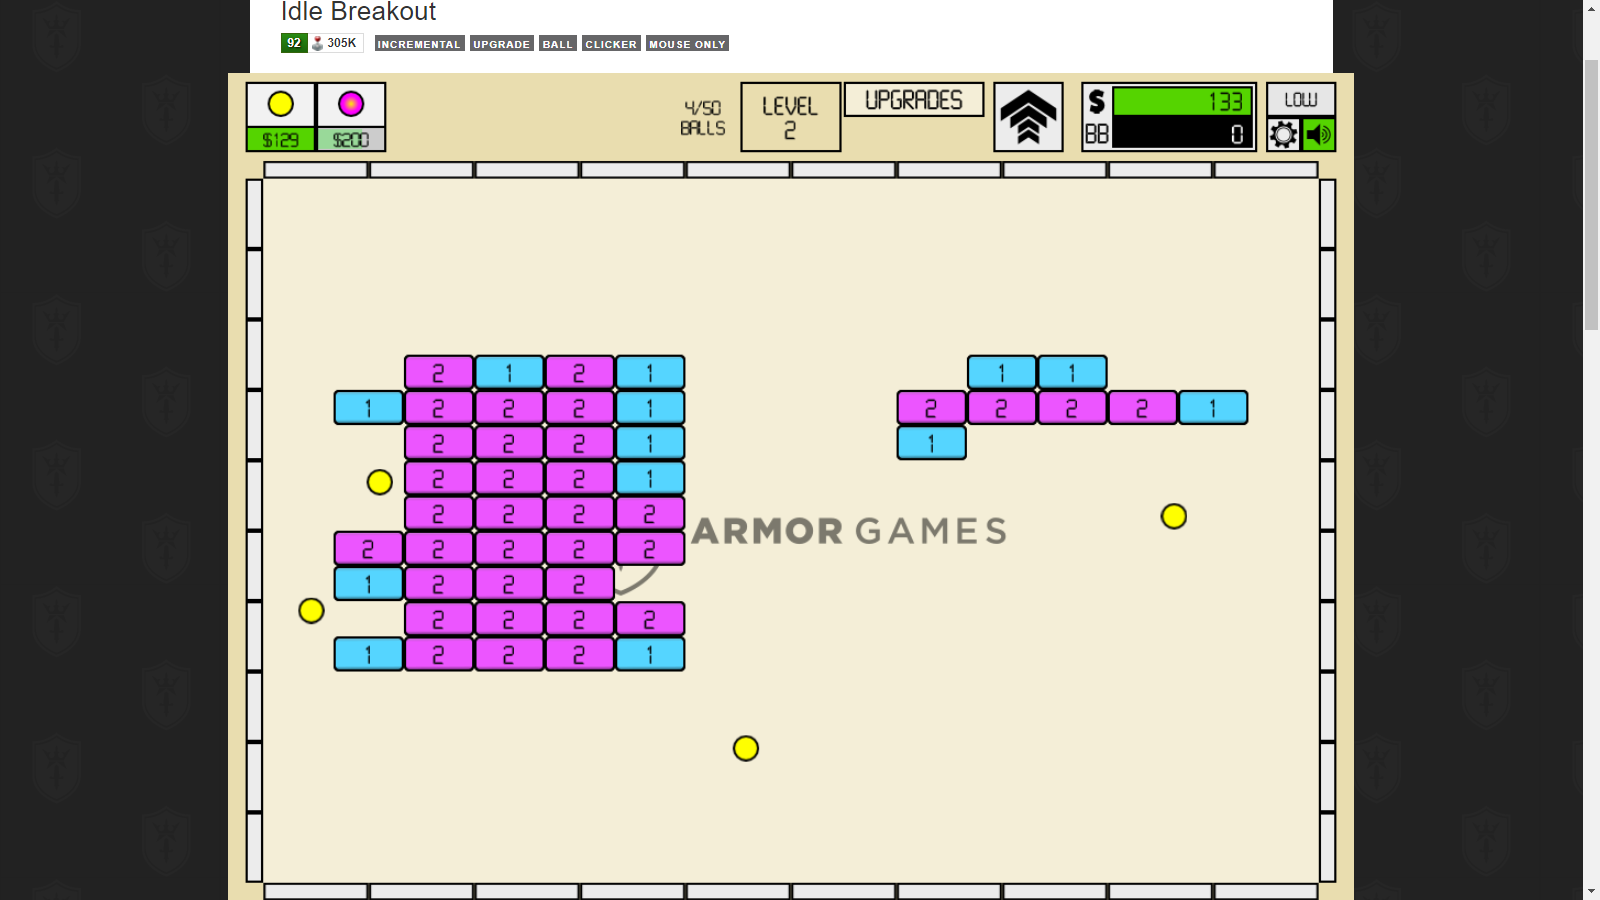 Idle Breakout
92 305K INCREMENTAL UPGRADE BALL CLICKER MOUSE ONLY
$129 $200
4/50
BALLS
LEVEL
2
UPGRADES
$ 133
BB 0
LOW
2 1 2 1 1 1
1 2 2 2 1 2 2 2 2 1
2 2 2 1 1
2 2 2 1
2 2 2 2
ARMOR GAMES
2 2 2 2 2
1 2 2 2
2 2 2 2
1 2 2 2 1